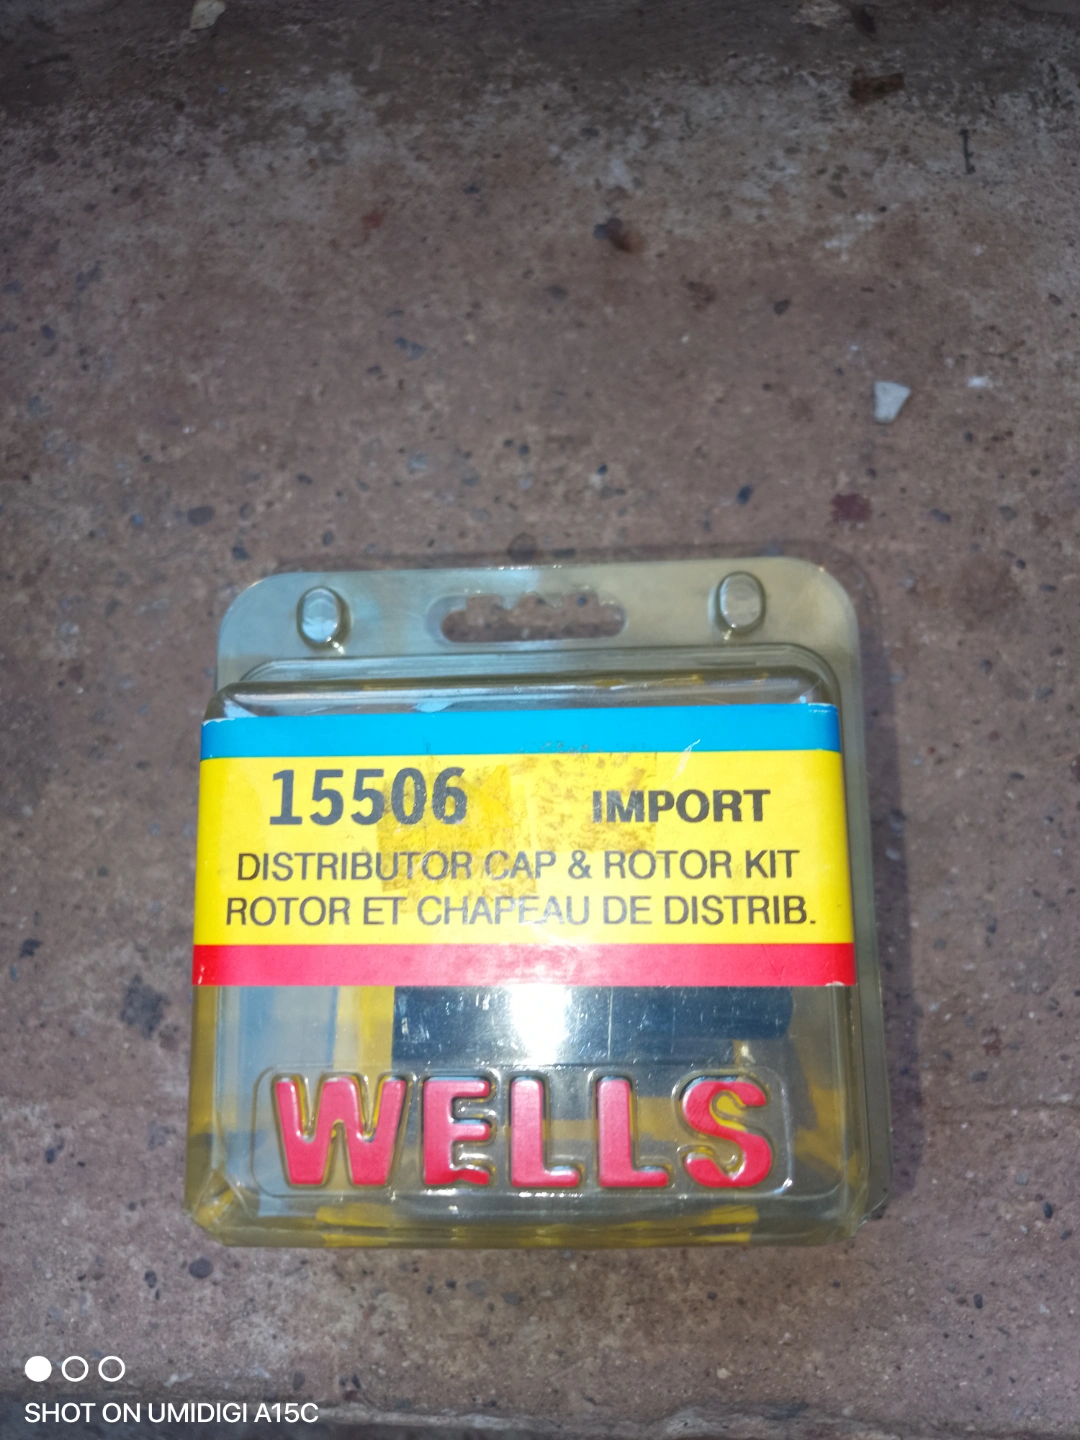 15506 IMPORT
DISTRIBUTOR CAP & ROTOR KIT
ROTOR ET CHAPEAU DE DISTRIB.
WELLS
SHOT ON UMIDIGI A15C